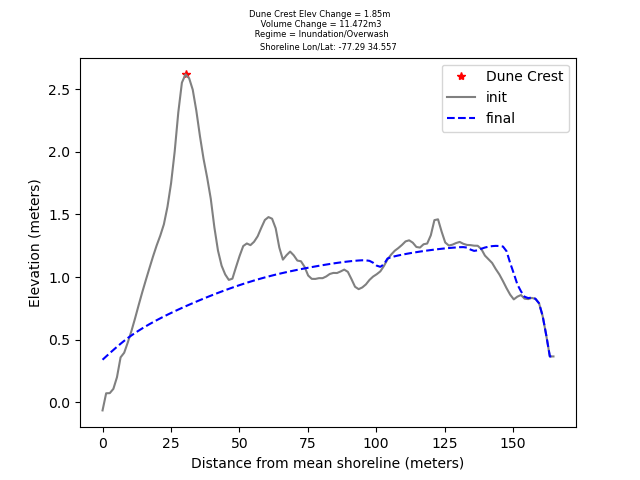 Dune Crest Elev Change = 1.85m
Volume Change = 11.472m3
Regime = Inundation/Overwash
Shoreline Lon/Lat: -77.29 34.557
Dune Crest
init
final
Elevation (meters)
2.5
2.0
1.5
1.0
0.5
0.0
0 25 50 75 100 125 150
Distance from mean shoreline (meters)